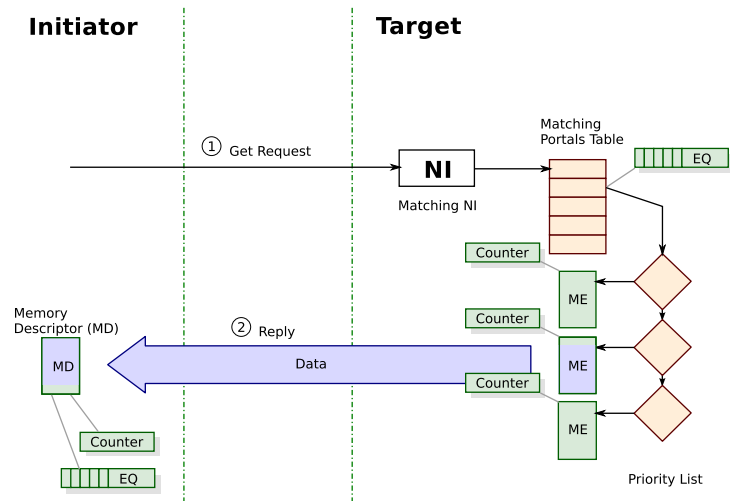 Initiator
Target
Matching
Portals Table
1
Get Request
NI
EQ
Matching NI
Counter
ME
Memory
Descriptor (MD)
Counter
2
Reply
MD
Data
ME
Counter
ME
Counter
EQ
Priority List